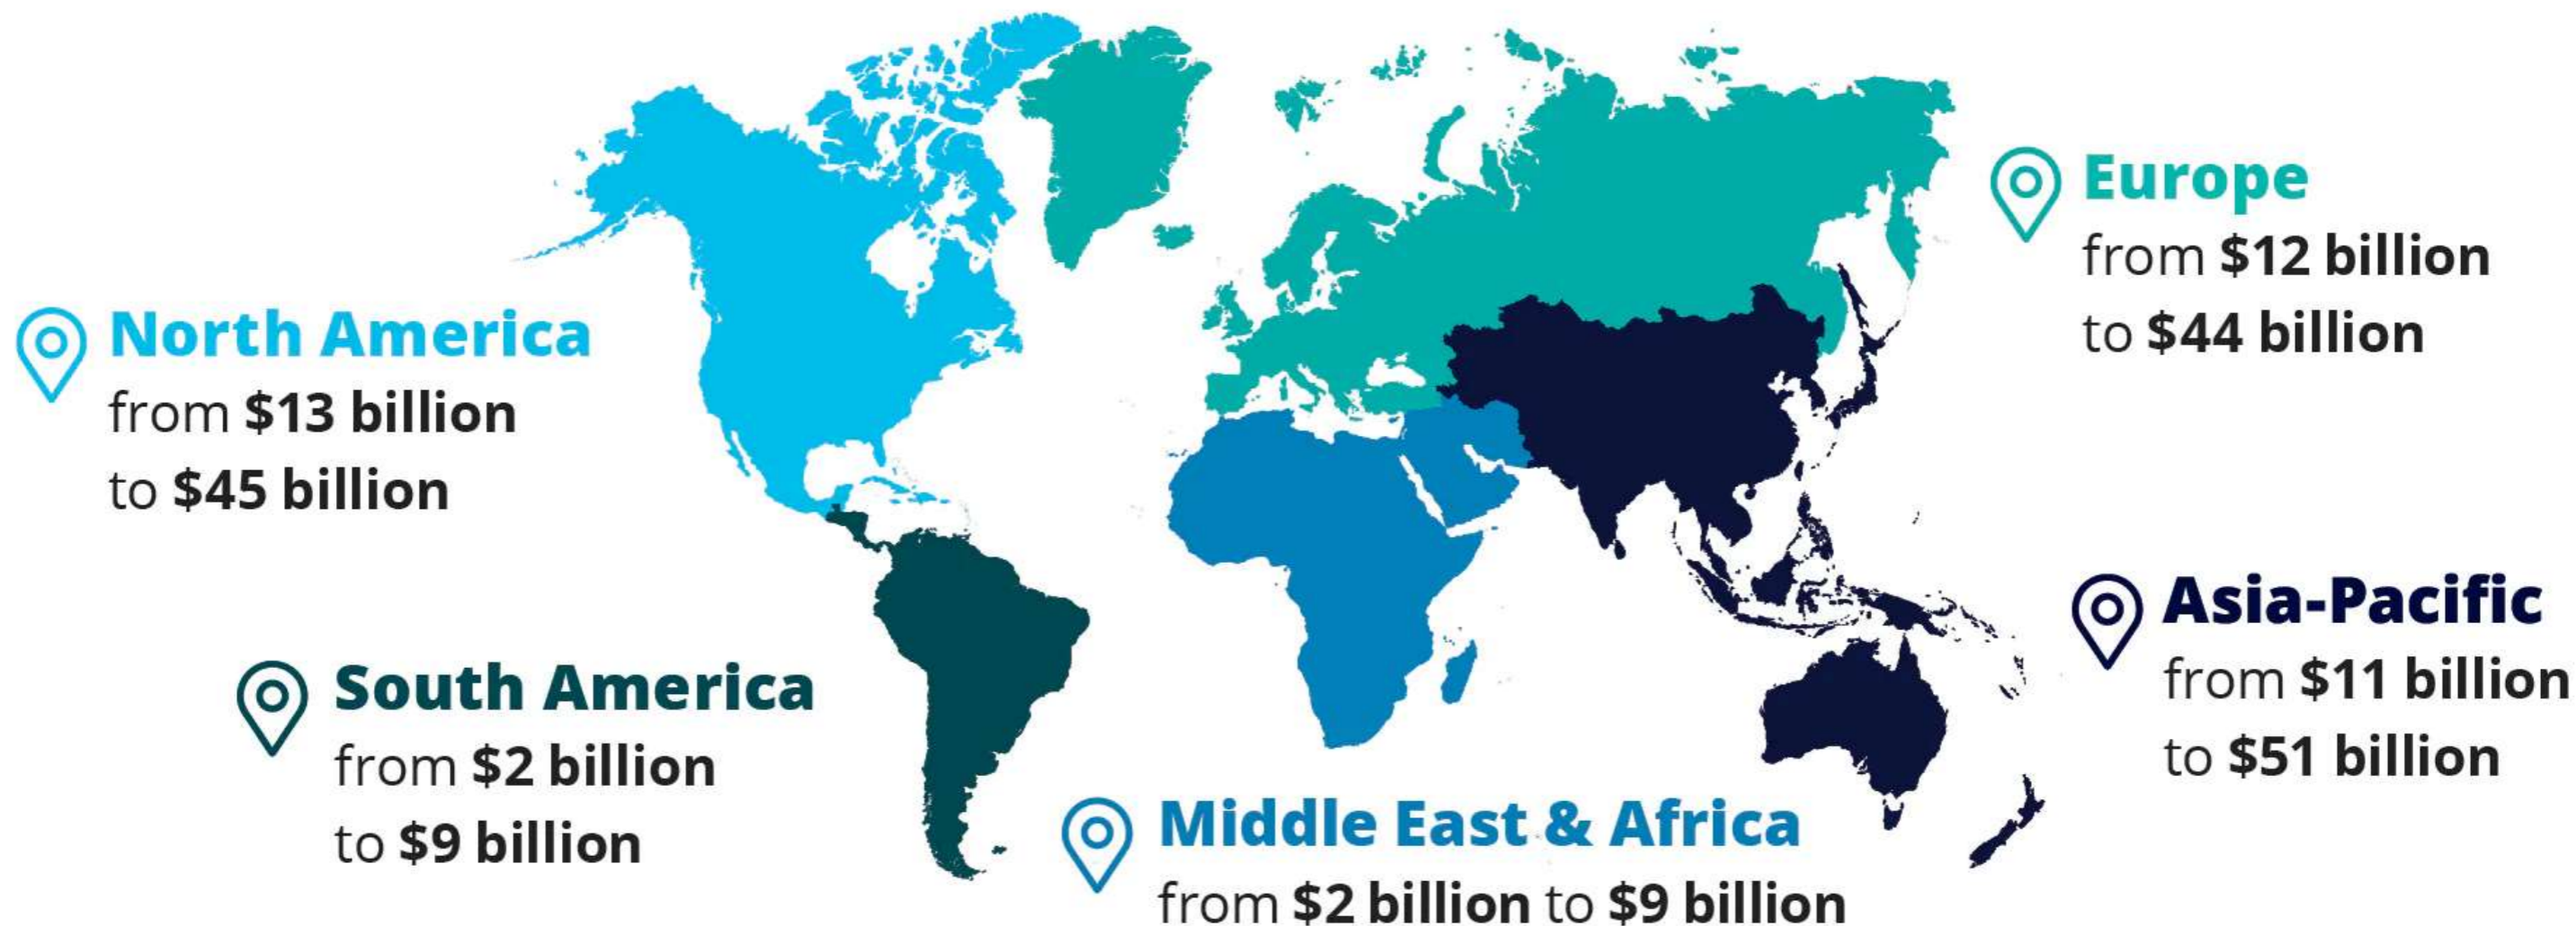 North America
from $13 billion
to $45 billion
South America
from $2 billion
to $9 billion
Middle East & Africa
from $2 billion to $9 billion
Europe
from $12 billion
to $44 billion
Asia-Pacific
from $11 billion
to $51 billion